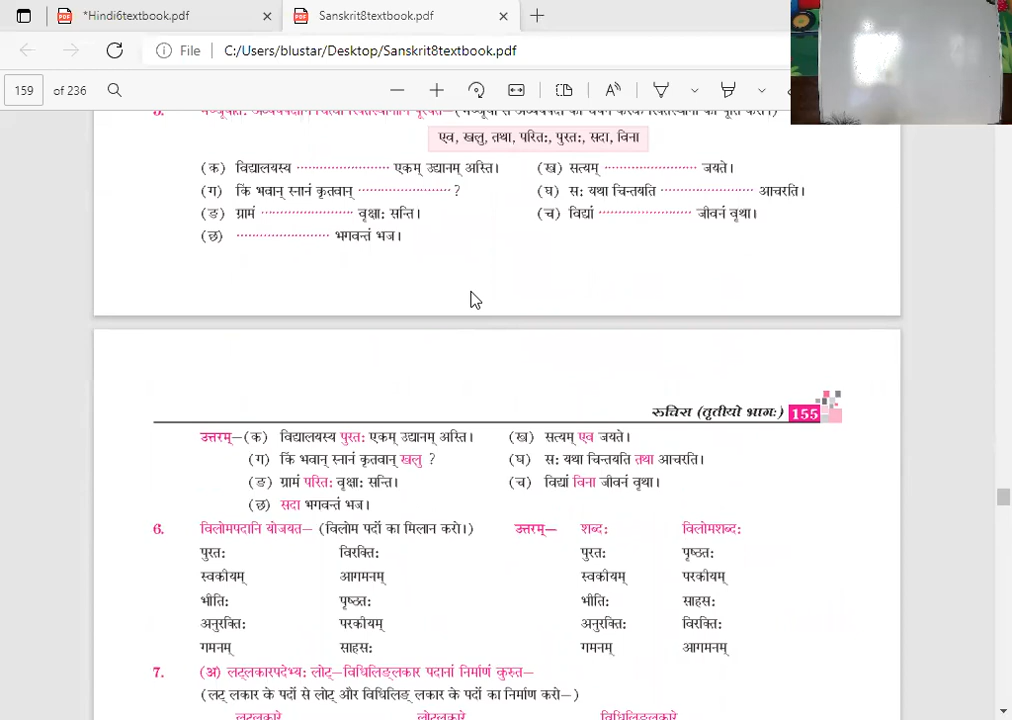 *Hindi6textbook.pdf
Sanskrit8textbook.pdf
File C:/Users/blustar/Desktop/Sanskrit8textbook.pdf
159 of 236
एव, खलु, तथा, परितः, पुरतः, सदा, विना
(क) विद्यालयस्य ........................ एकम् उद्यानम् अस्ति। (ख) सत्यम् ........................ जयते।
(ग) किं भवान् स्नानं कृतवान् ........................ ? (घ) सः यथा चिन्तयति ........................ आचरति।
(ङ) ग्रामं ........................ वृक्षाः सन्ति। (च) विद्यां ........................ जीवनं वृथा।
(छ) ........................ भगवन्तं भज।
रुचिरा (तृतीयो भागः) 155
उत्तरम्– (क) विद्यालयस्य पुरतः एकम् उद्यानम् अस्ति। (ख) सत्यम् एव जयते।
(ग) किं भवान् स्नानं कृतवान् खलु ? (घ) सः यथा चिन्तयति तथा आचरति।
(ङ) ग्रामं परितः वृक्षाः सन्ति। (च) विद्यां विना जीवनं वृथा।
(छ) सदा भगवन्तं भज।
6. विलोमपदानि योजयत– (विलोम पदों का मिलान करो।) उत्तरम्– शब्दः विलोमशब्दः
पुरतः विरक्तिः पुरतः पृष्ठतः
स्वकीयम् आगमनम् स्वकीयम् परकीयम्
भीतिः पृष्ठतः भीतिः साहसः
अनुरक्तिः परकीयम् अनुरक्तिः विरक्तिः
गमनम् साहसः गमनम् आगमनम्
7. (अ) लट्लकारपदेभ्यः लोट्–विधिलिङ्लकार पदानां निर्माणं कुरुत–
(लट् लकार के पदों से लोट् और विधिलिङ् लकार के पदों का निर्माण करो–)
लट्लकारे लोट्लकारे विधिलिङ्लकारे